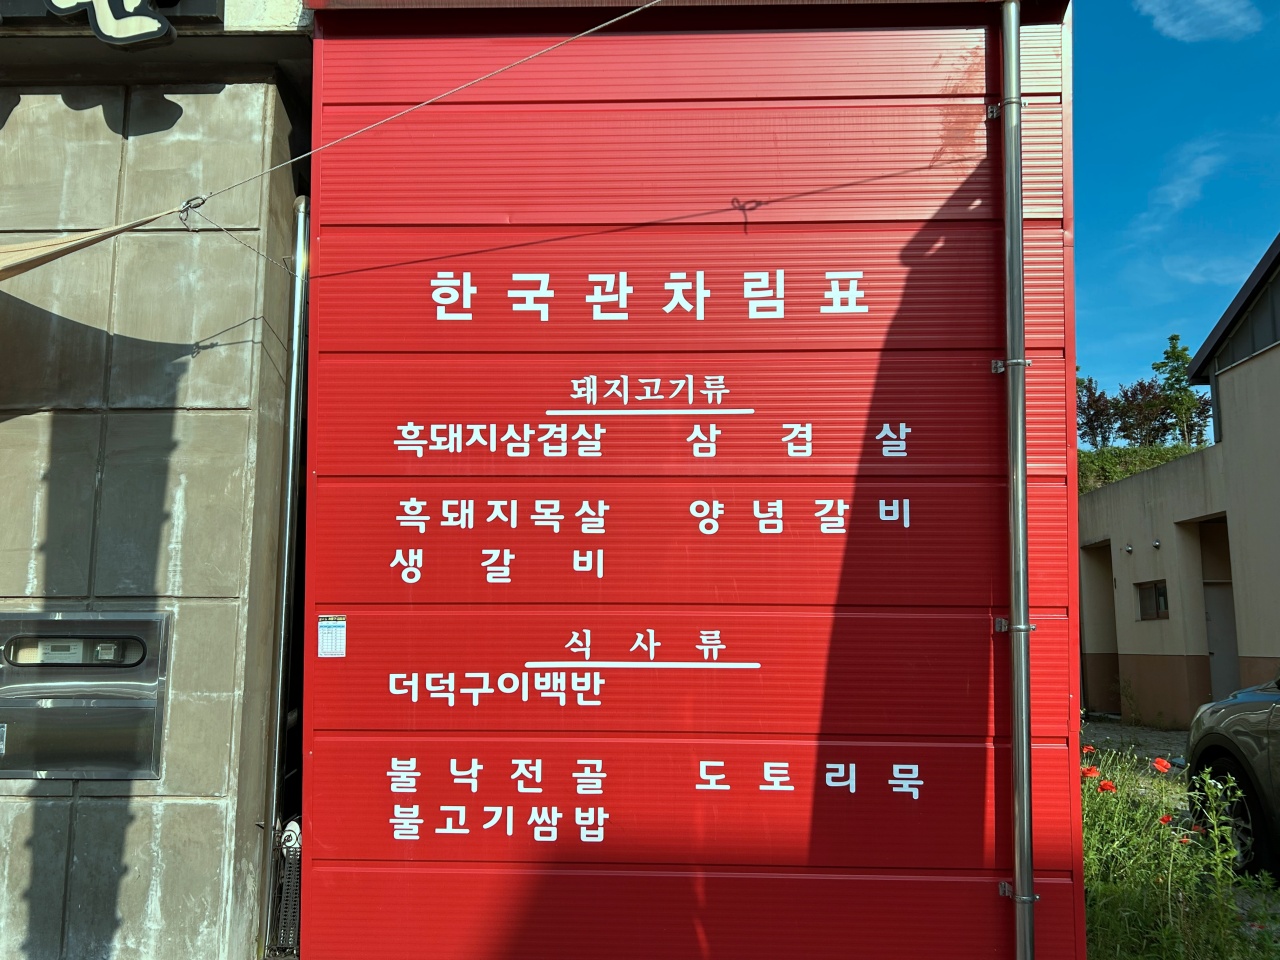 한국관차림표
돼지고기류
흑돼지삼겹살 삼겹살
흑돼지목살 양념갈비
생갈비
식사류
더덕구이백반
불낙전골 도토리묵
불고기쌈밥